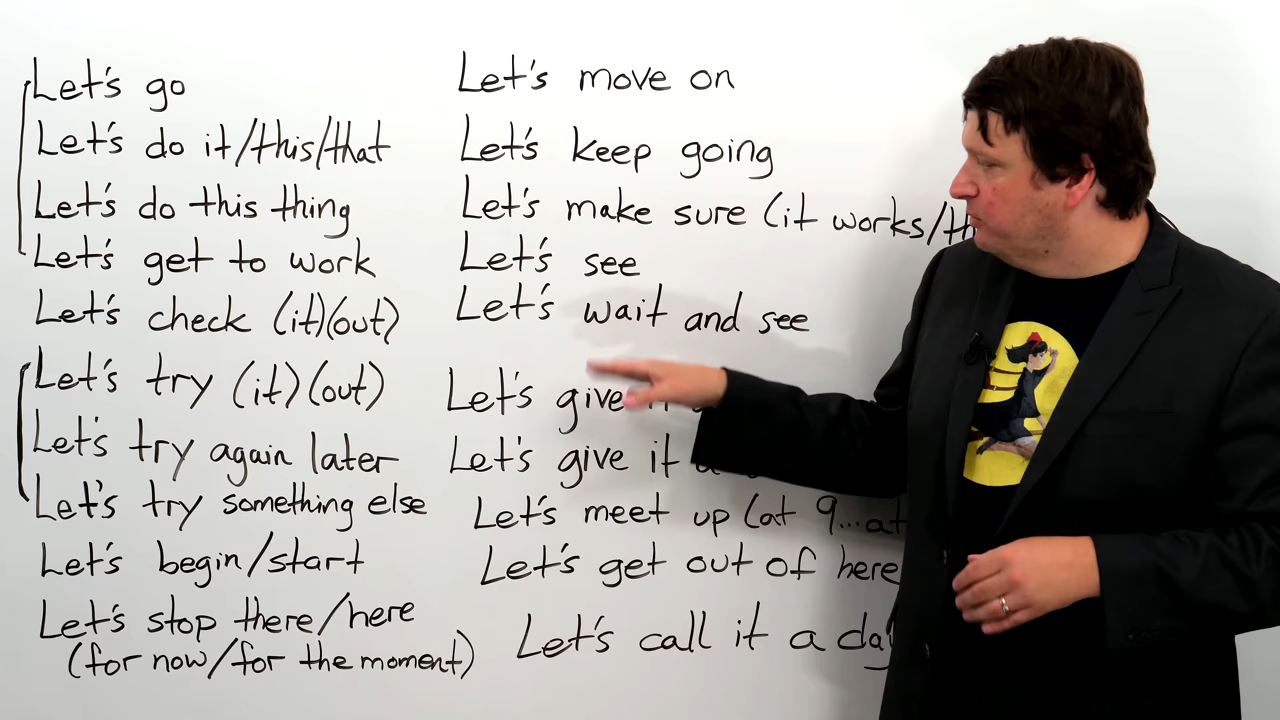 Let's go
Let's do it/this/that
Let's do this thing
Let's get to work
Let's check (it)(out)
Let's try (it)(out)
Let's try again later
Let's try something else
Let's begin/start
Let's stop there/here
(for now/for the moment)
Let's move on
Let's keep going
Let's make sure (it works/th
Let's see
Let's wait and see
Let's give
Let's give it a
Let's meet up (at 9...at
Let's get out of here
Let's call it a day